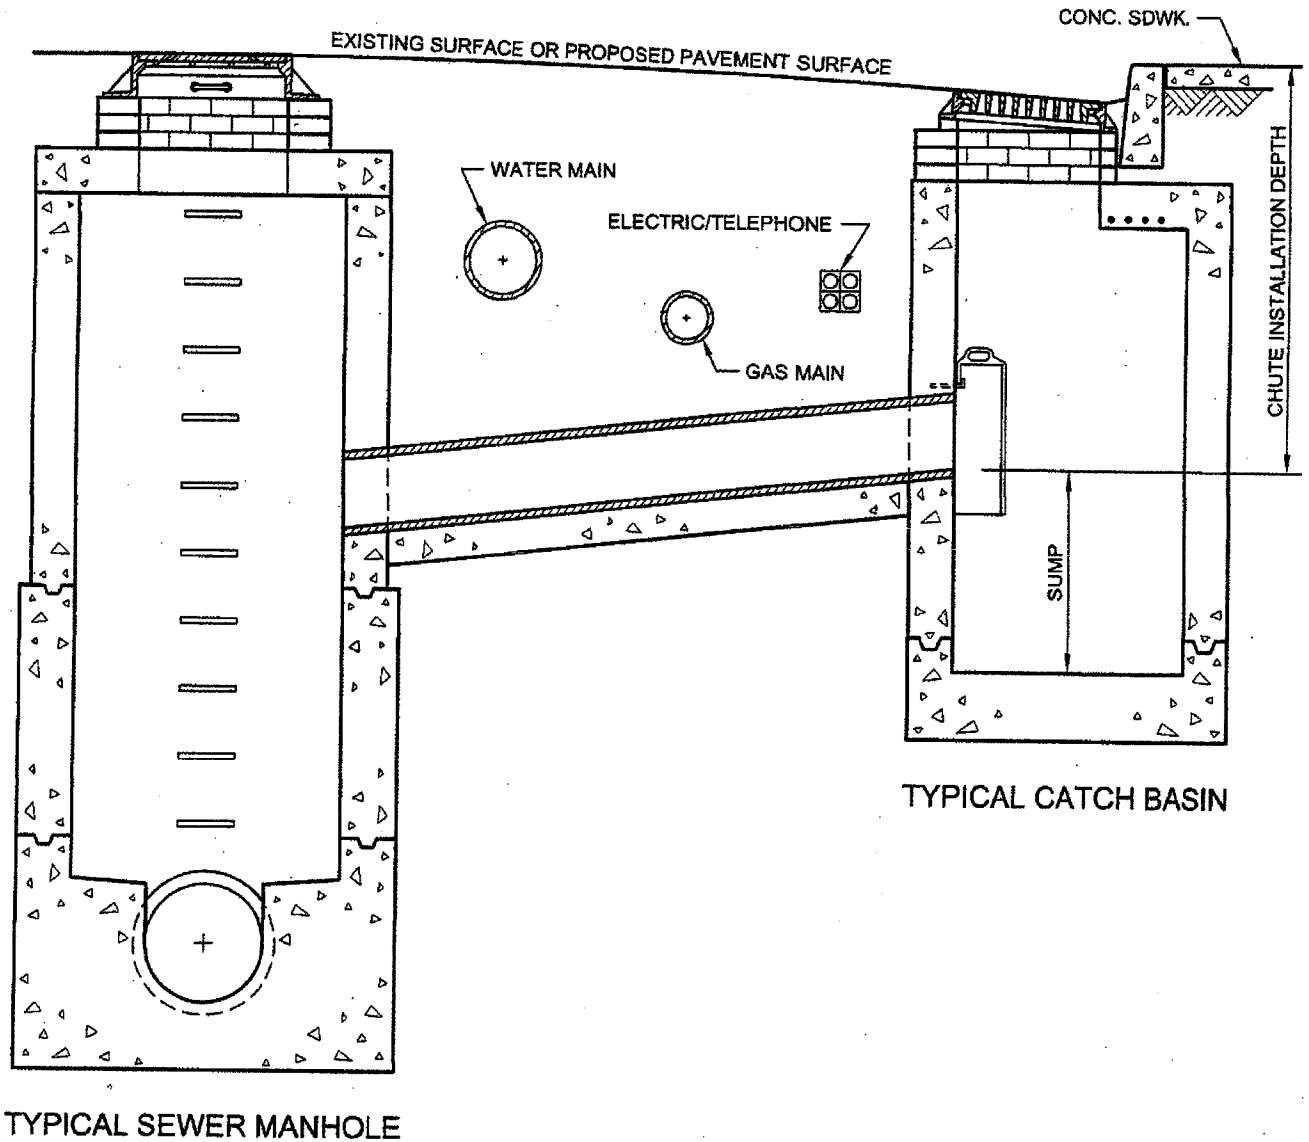 CONC. SDWK.
EXISTING SURFACE OR PROPOSED PAVEMENT SURFACE
WATER MAIN
ELECTRIC/TELEPHONE
GAS MAIN
CHUTE INSTALLATION DEPTH
SUMP
TYPICAL CATCH BASIN
TYPICAL SEWER MANHOLE